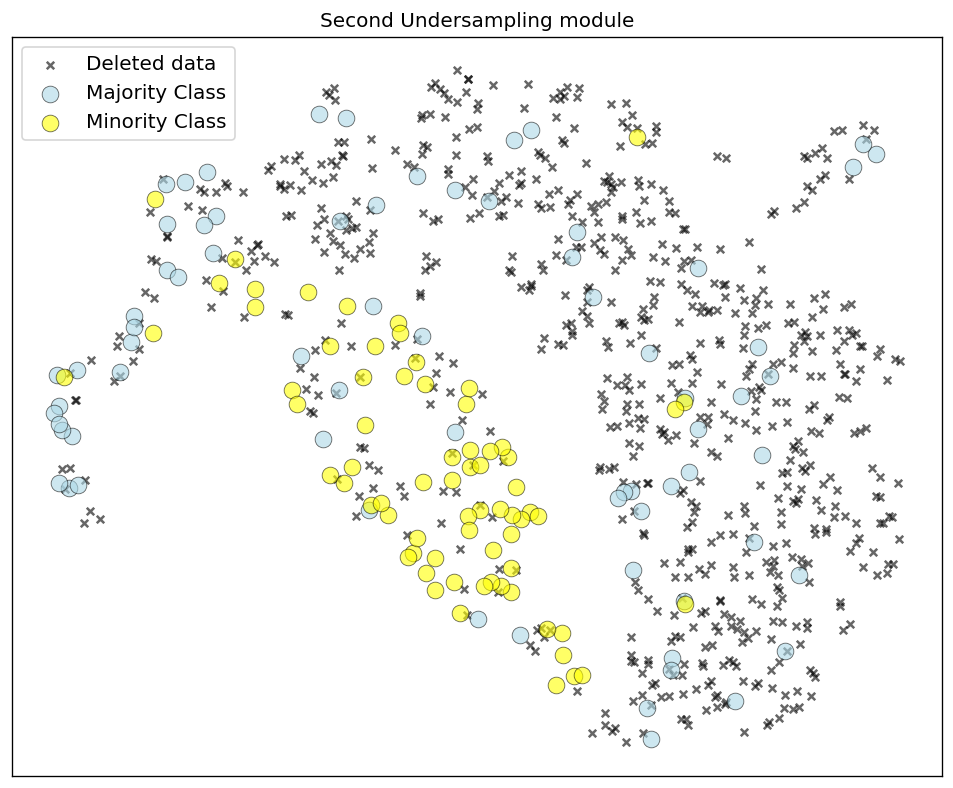 Second Undersampling module
Deleted data
Majority Class
Minority Class